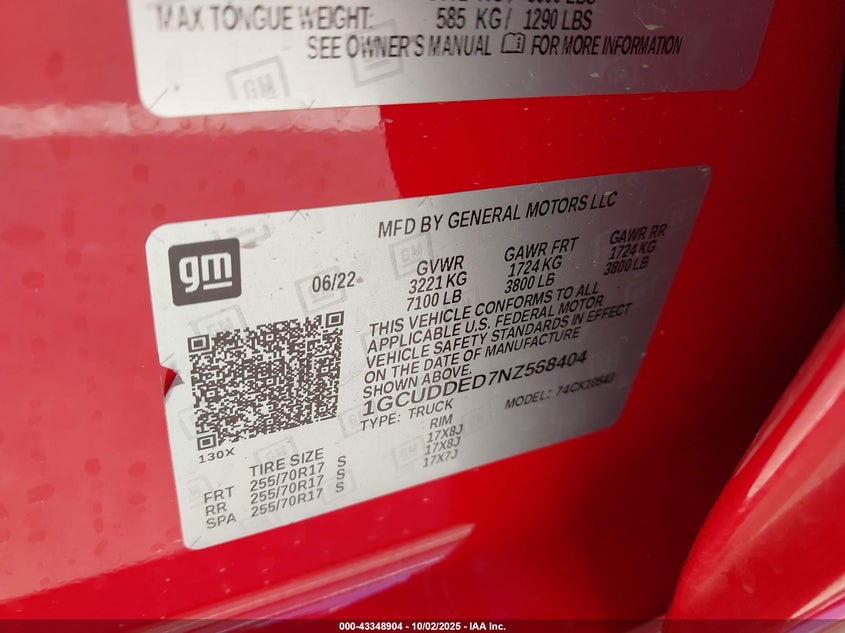 MAX TONGUE WEIGHT: 585 KG / 1290 LBS
SEE OWNER'S MANUAL FOR MORE INFORMATION
GM
MFD BY GENERAL MOTORS LLC
gm
06/22
GVWR GAWR FRT GAWR RR
3221 KG 1724 KG 1724 KG
7100 LB 3800 LB 3800 LB
THIS VEHICLE CONFORMS TO ALL
APPLICABLE U.S. FEDERAL MOTOR
VEHICLE SAFETY STANDARDS IN EFFECT
ON THE DATE OF MANUFACTURE
SHOWN ABOVE.
1GCUDDED7NZ568404
TYPE: TRUCK MODEL: 74CK10543
130X
TIRE SIZE RIM
FRT 255/70R17 S 17X8J
RR 255/70R17 S 17X8J
SPA 255/70R17 S 17X7J
000-43348904 - 10/02/2025 - IAA Inc.